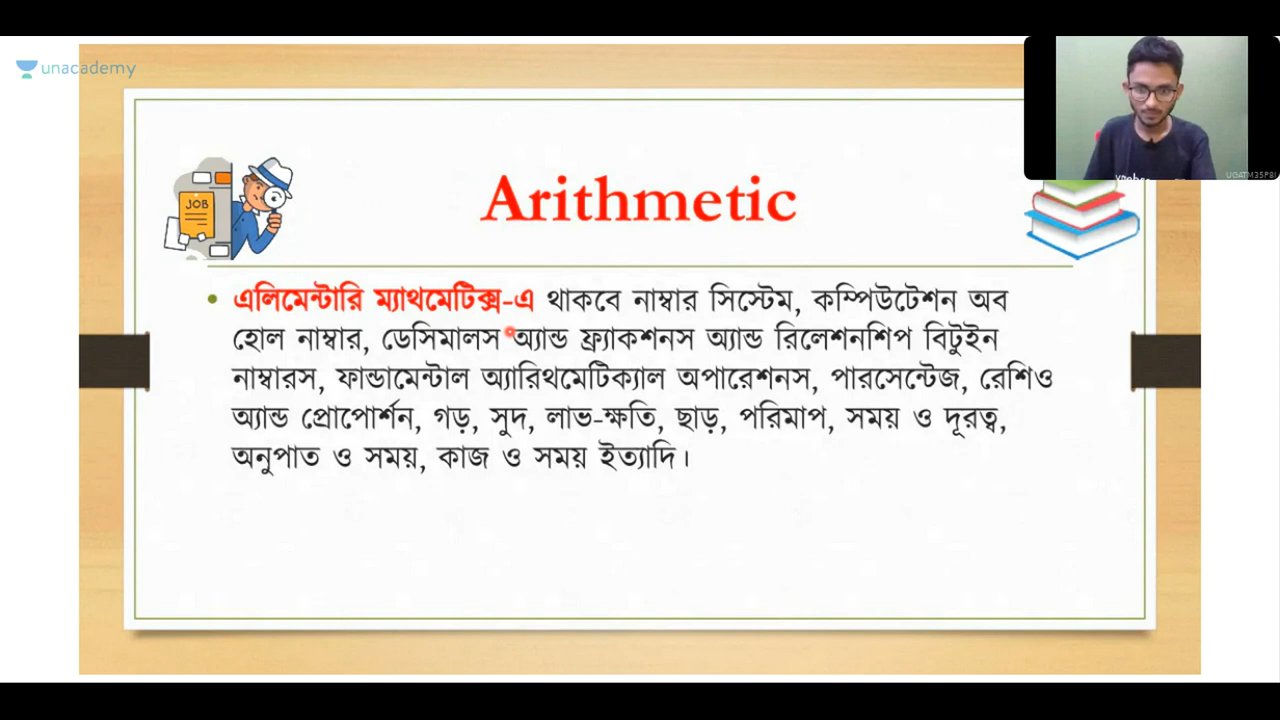 unacademy
UQATM35P8I
JOB
Arithmetic
• এলিমেন্টারি ম্যাথমেটিক্স-এ থাকবে নাম্বার সিস্টেম, কম্পিউটেশন অব
হোল নাম্বার, ডেসিমালস অ্যান্ড ফ্র্যাকশনস অ্যান্ড রিলেশনশিপ বিটুইন
নাম্বারস, ফান্ডামেন্টাল অ্যারিথমেটিক্যাল অপারেশনস, পারসেন্টেজ, রেশিও
অ্যান্ড প্রোপোর্শন, গড়, সুদ, লাভ-ক্ষতি, ছাড়, পরিমাপ, সময় ও দূরত্ব,
অনুপাত ও সময়, কাজ ও সময় ইত্যাদি।